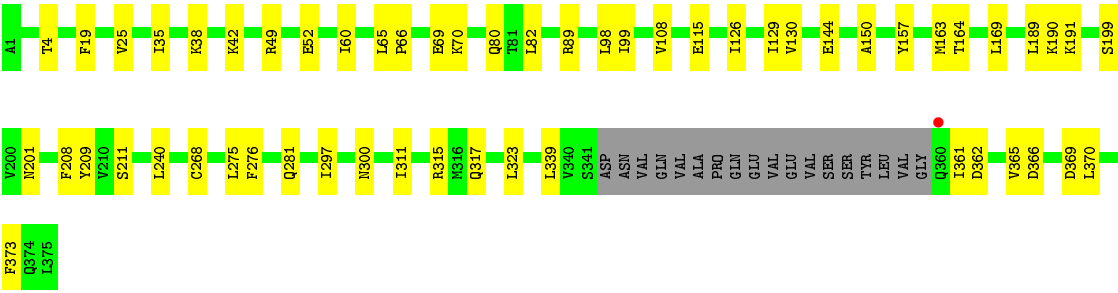 A1 T4 F19 V25 I35 K38 K42 R49 E52 I60 L65 P66 E69 K70 Q80 T81 L82 R89 L98 I99 V108 E115 I126 I129 V130 E144 A150 Y157 M163 T164 L169 L189 K190 K191 S199
V200 N201 F208 Y209 V210 S211 L240 C268 L275 F276 Q281 I297 N300 I311 R315 M316 Q317 L323 L339 V340 S341 ASP ASN VAL GLN VAL ALA PRO GLN GLU VAL GLU VAL SER SER TYR LEU VAL GLY Q360 I361 D362 V365 D366 D369 L370
F373 Q374 L375